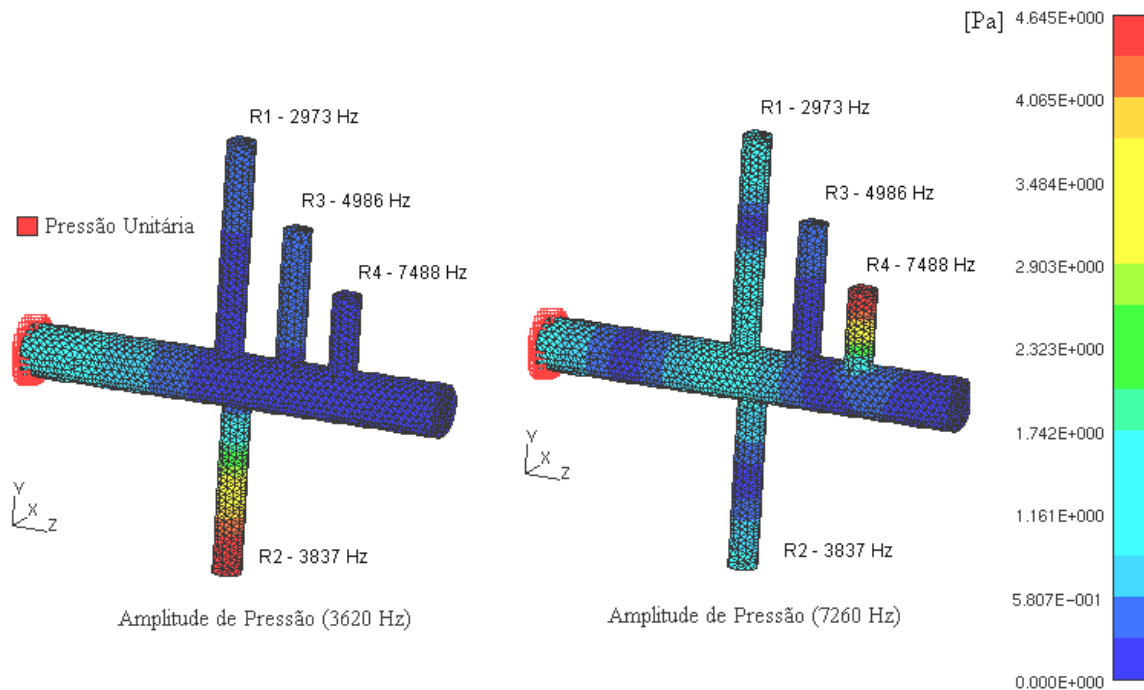 [Pa]
4.645E+000
4.065E+000
3.484E+000
2.903E+000
2.323E+000
1.742E+000
1.161E+000
5.807E-001
0.000E+000
R1 - 2973 Hz
R3 - 4986 Hz
R4 - 7488 Hz
Pressão Unitária
Y
X
Z
R2 - 3837 Hz
Amplitude de Pressão (3620 Hz)
R1 - 2973 Hz
R3 - 4986 Hz
R4 - 7488 Hz
Y
X
Z
R2 - 3837 Hz
Amplitude de Pressão (7260 Hz)